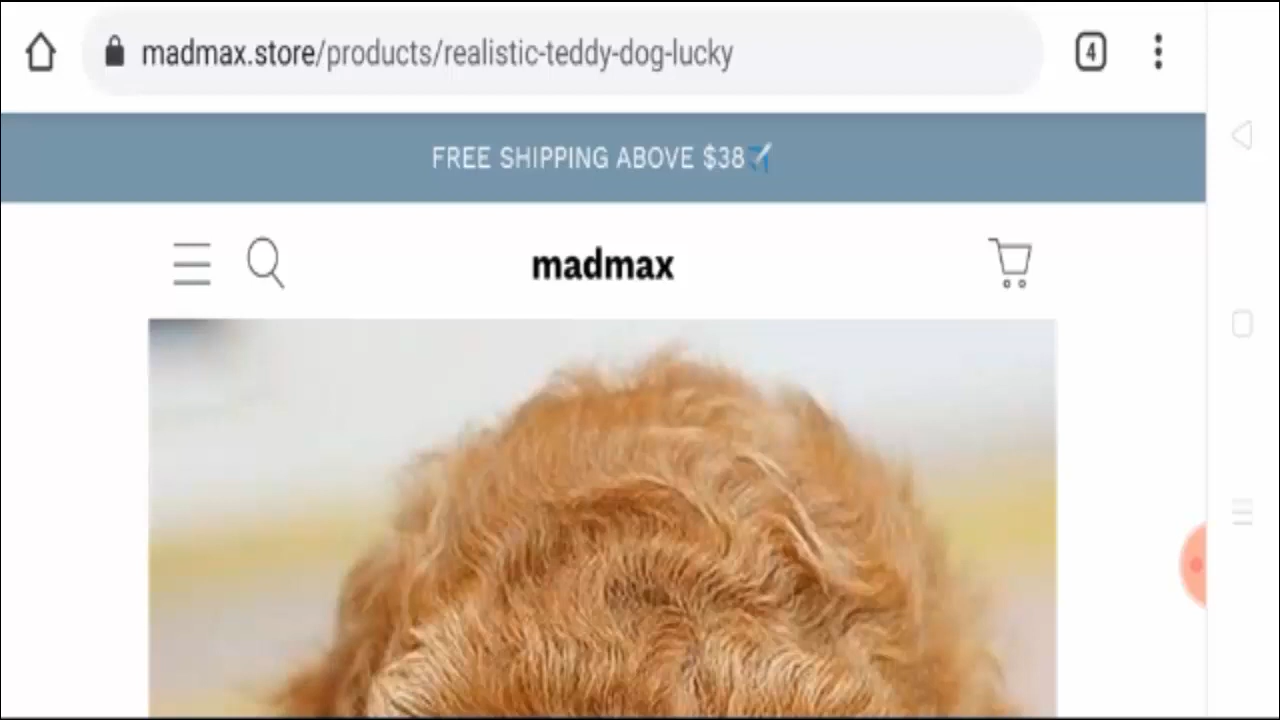 madmax.store/products/realistic-teddy-dog-lucky
4
FREE SHIPPING ABOVE $38✈️
madmax